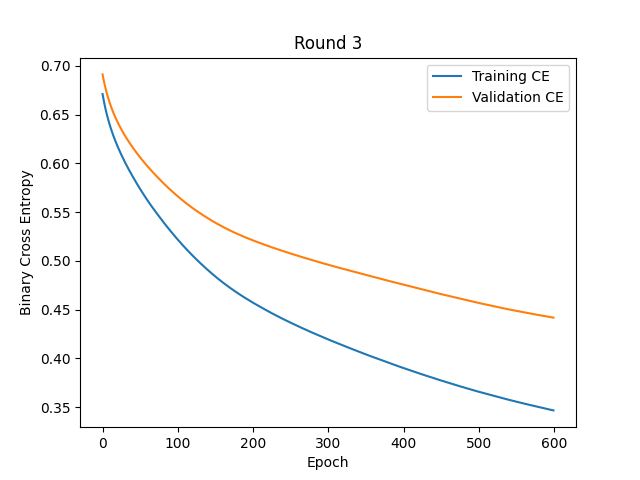 Round 3
Training CE
Validation CE
0.70
0.65
0.60
0.55
0.50
0.45
0.40
0.35
Binary Cross Entropy
0 100 200 300 400 500 600
Epoch